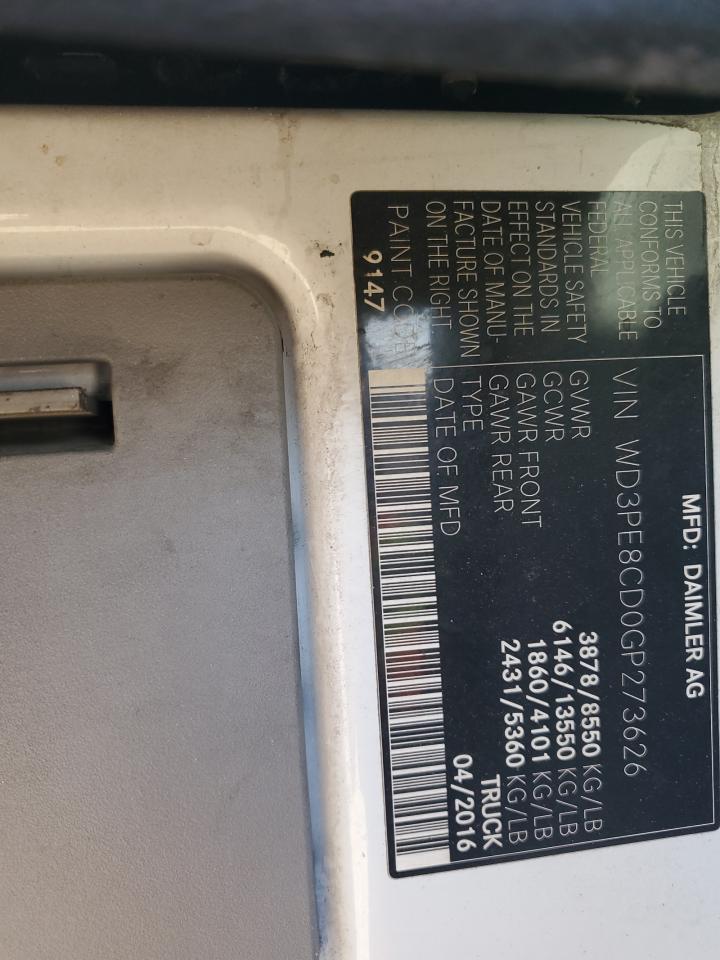 MFD: DAIMLER AG
VIN WD3PE8CD0GP273626
GVWR 3878/8550 KG/LB
GCWR 6146/13550 KG/LB
GAWR FRONT 1860/4101 KG/LB
GAWR REAR 2431/5360 KG/LB
TYPE TRUCK
DATE OF MFD 04/2016
THIS VEHICLE
CONFORMS TO
ALL APPLICABLE
FEDERAL
VEHICLE SAFETY
STANDARDS IN
EFFECT ON THE
DATE OF MANU-
FACTURE SHOWN
ON THE RIGHT
PAINT CODE
9147